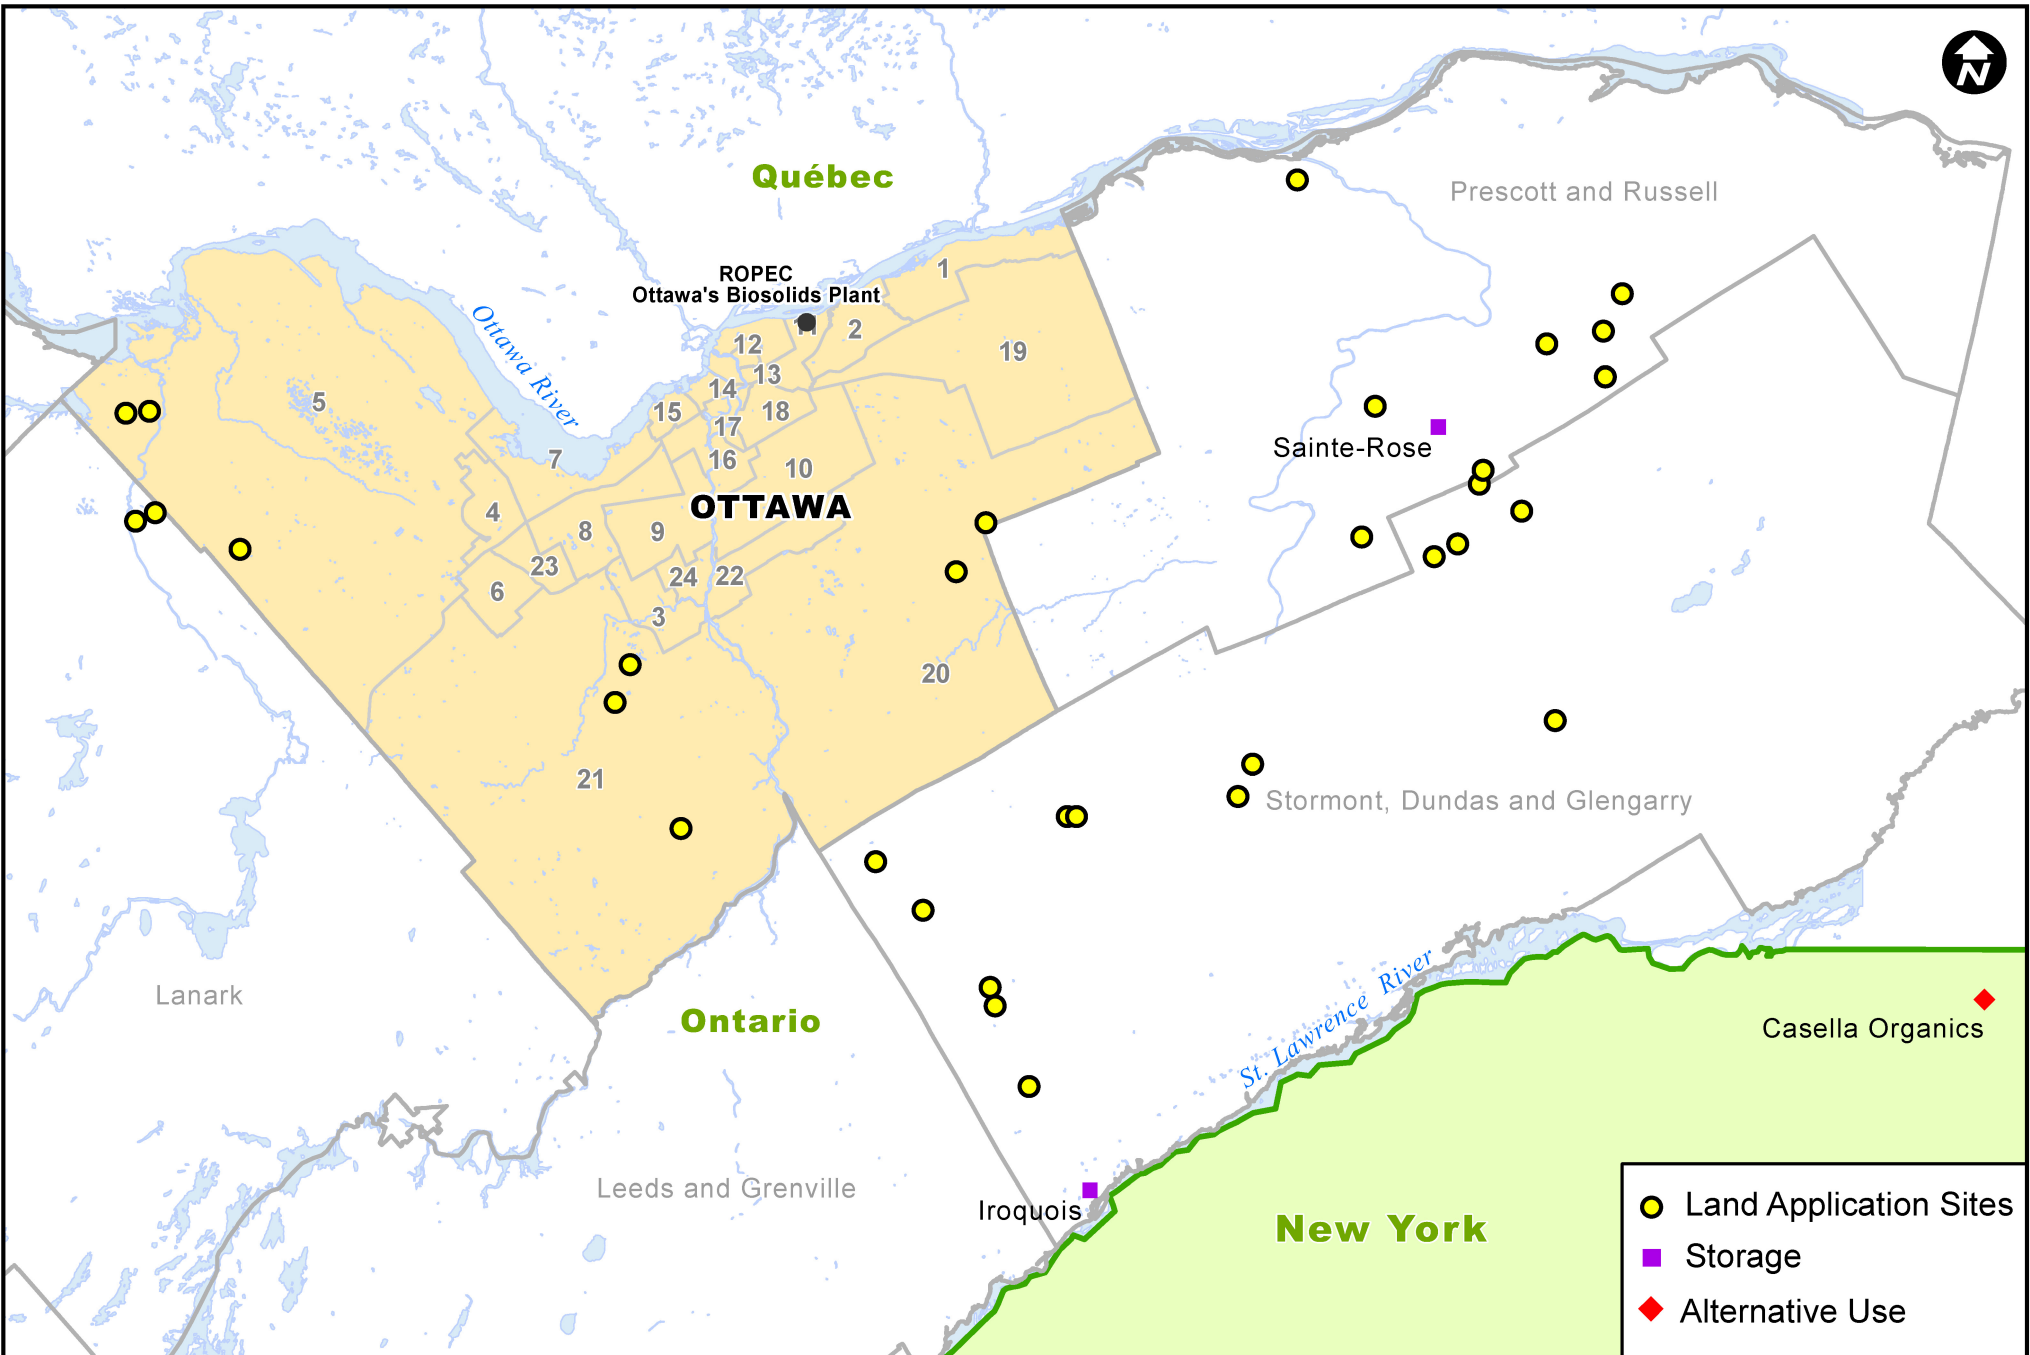 N
Québec
Prescott and Russell
ROPEC
Ottawa's Biosolids Plant
1
Ottawa River
11
2
12
19
13
14
5
15
18
17
Sainte-Rose
7
16
10
OTTAWA
4
8
9
23
24
22
6
3
20
21
Stormont, Dundas and Glengarry
Lanark
Ontario
St. Lawrence River
Casella Organics
Leeds and Grenville
Iroquois
New York
Land Application Sites
Storage
Alternative Use